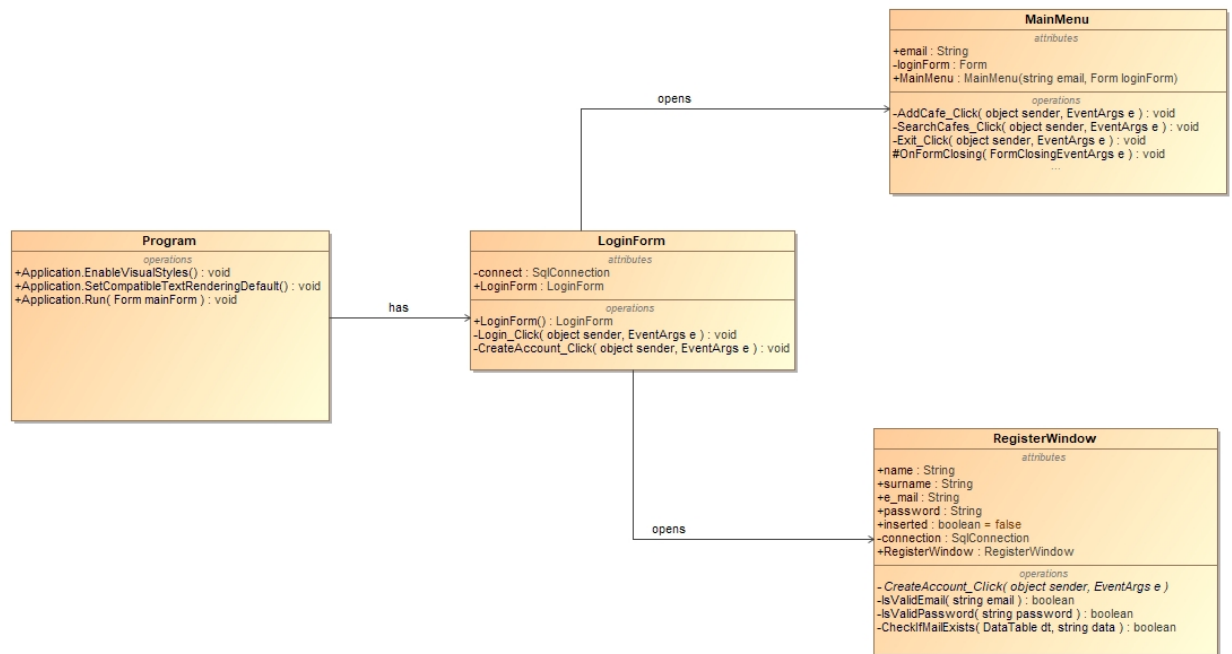 MainMenu
attributes
+email : String
-loginForm : Form
+MainMenu : MainMenu(string email, Form loginForm)
operations
-AddCafe_Click( object sender, EventArgs e ) : void
-SearchCafes_Click( object sender, EventArgs e ) : void
-Exit_Click( object sender, EventArgs e ) : void
#OnFormClosing( FormClosingEventArgs e ) : void
...
opens
Program
operations
+Application.EnableVisualStyles() : void
+Application.SetCompatibleTextRenderingDefault() : void
+Application.Run( Form mainForm ) : void
has
LoginForm
attributes
-connect : SqlConnection
+LoginForm : LoginForm
operations
+LoginForm() : LoginForm
-Login_Click( object sender, EventArgs e ) : void
-CreateAccount_Click( object sender, EventArgs e ) : void
opens
RegisterWindow
attributes
+name : String
+surname : String
+e_mail : String
+password : String
+inserted : boolean = false
-connection : SqlConnection
+RegisterWindow : RegisterWindow
operations
-CreateAccount_Click( object sender, EventArgs e )
-IsValidEmail( string email ) : boolean
-IsValidPassword( string password ) : boolean
-CheckIfMailExists( DataTable dt, string data ) : boolean